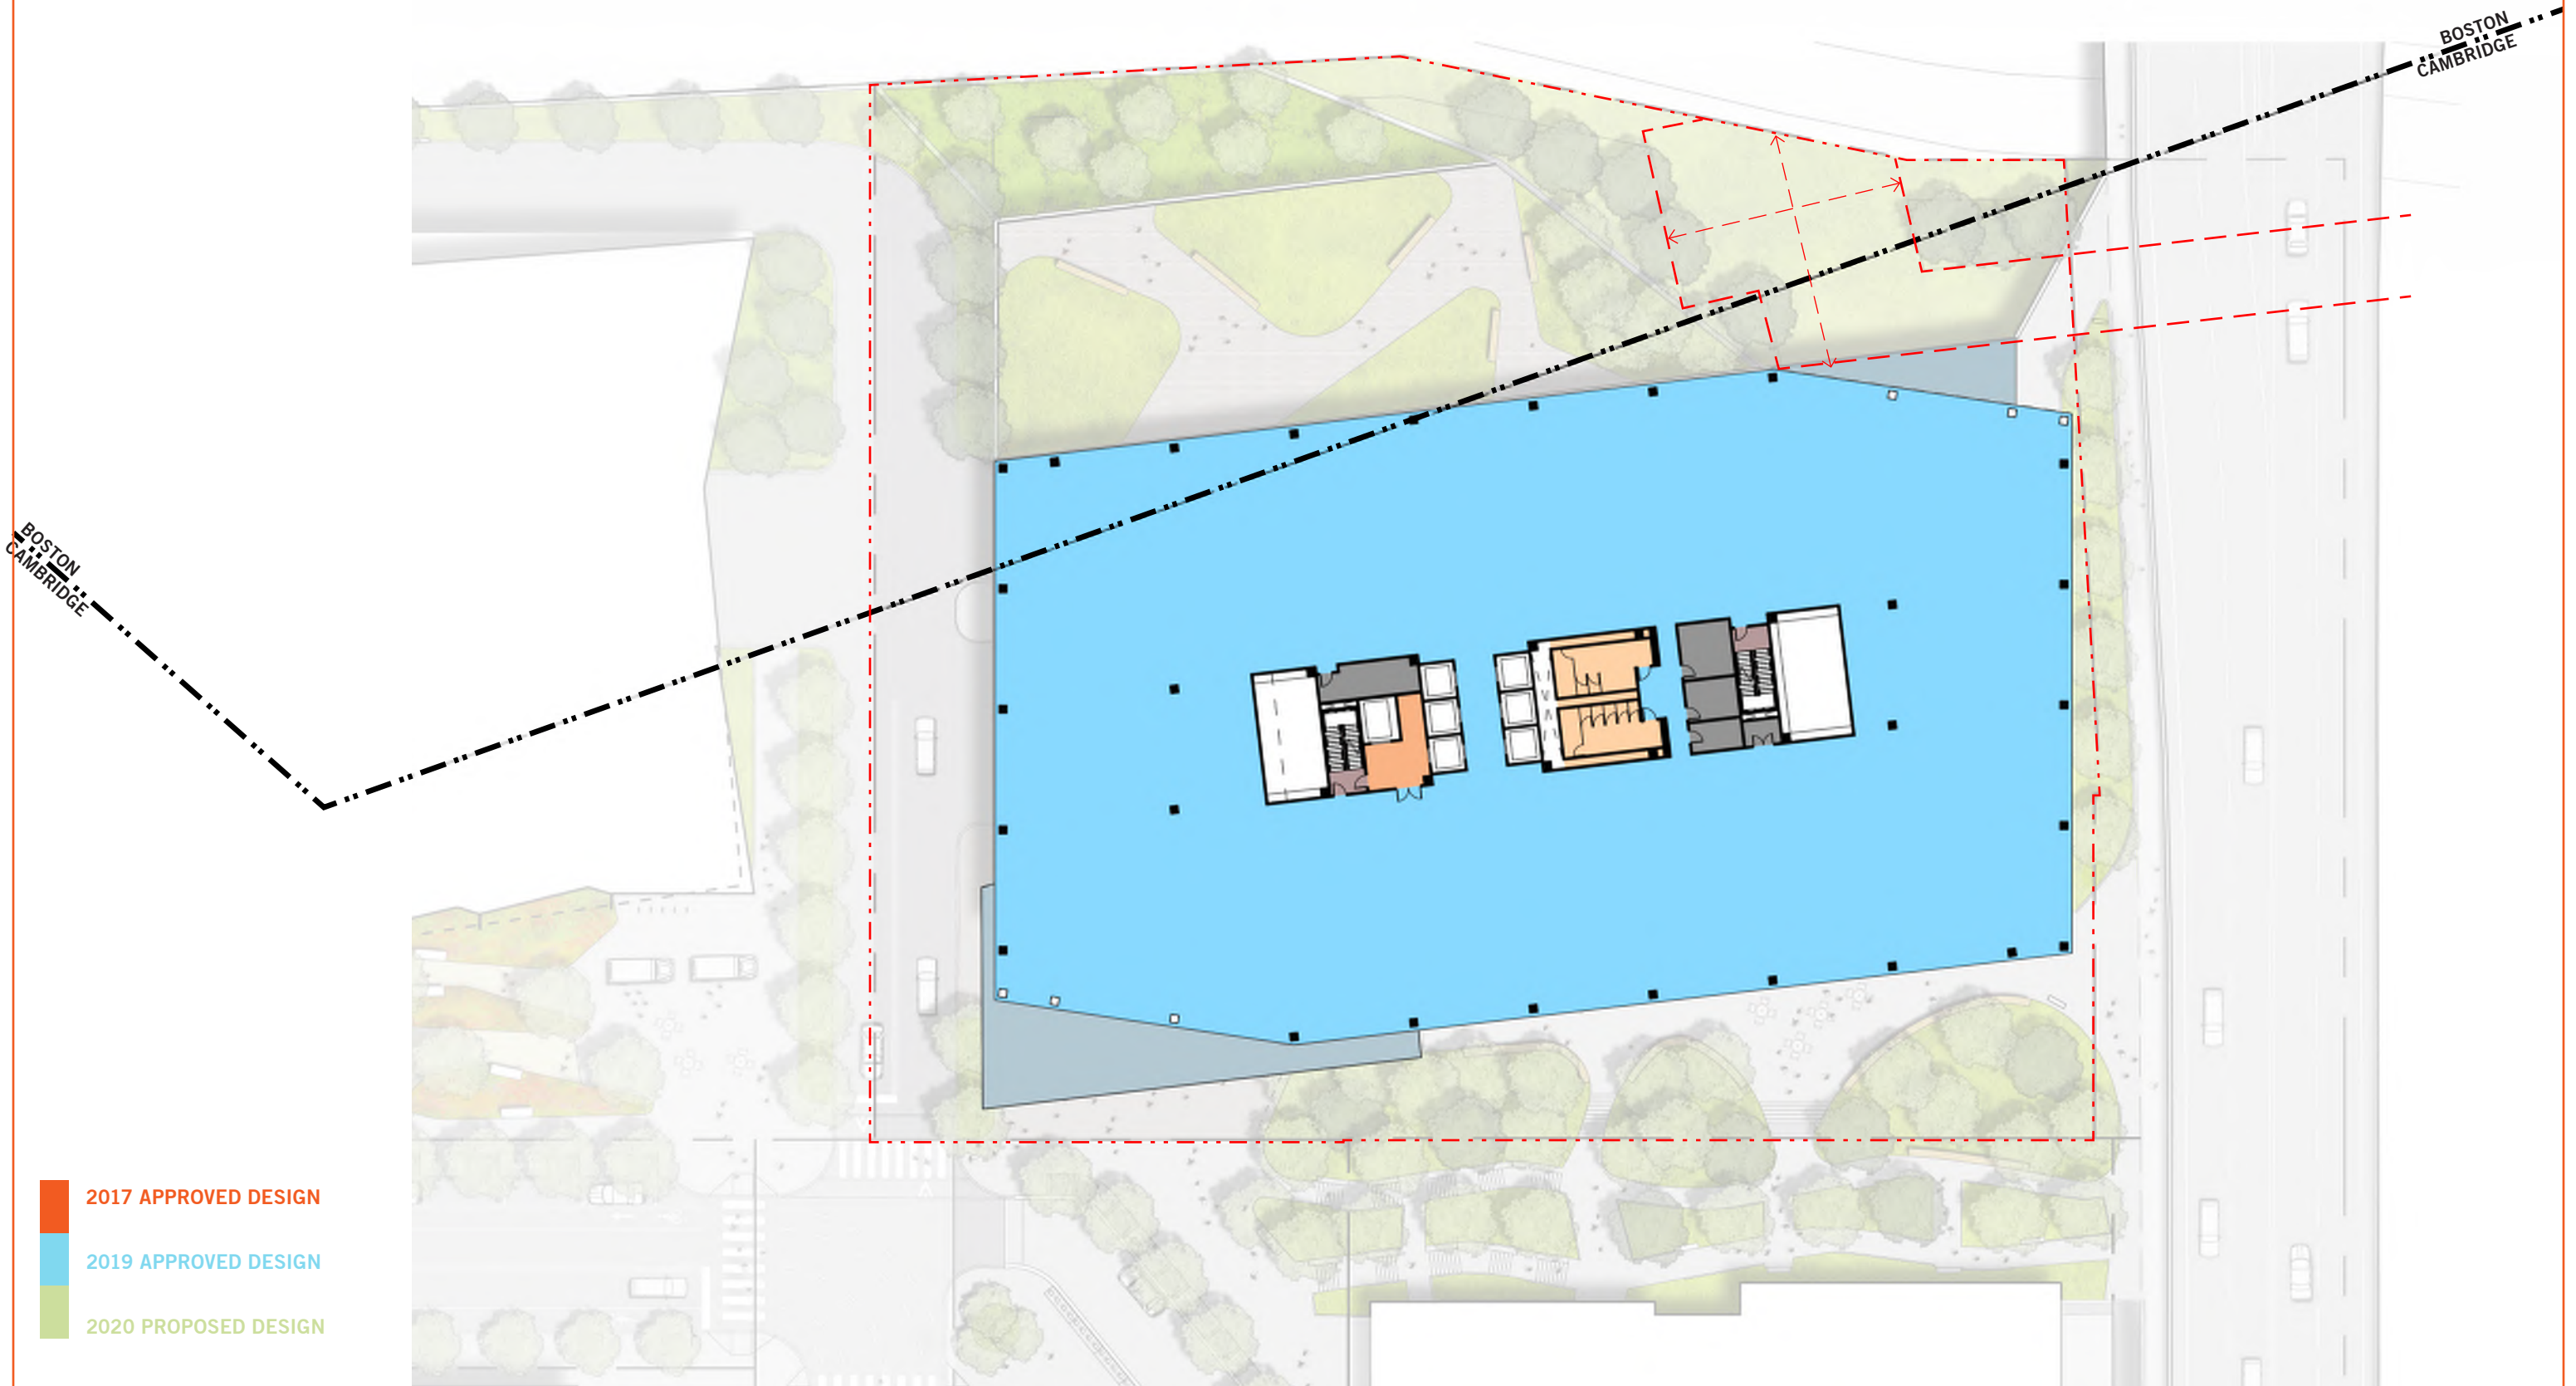 BOSTON
CAMBRIDGE
BOSTON
CAMBRIDGE
2017 APPROVED DESIGN
2019 APPROVED DESIGN
2020 PROPOSED DESIGN